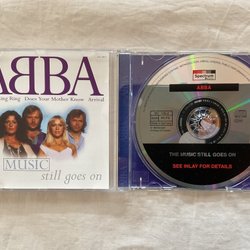 ABBA
Ring Ring Does Your Mother Know Arrival
MUSIC
still goes on
Spectrum
ABBA
THE MUSIC STILL GOES ON
SEE INLAY FOR DETAILS